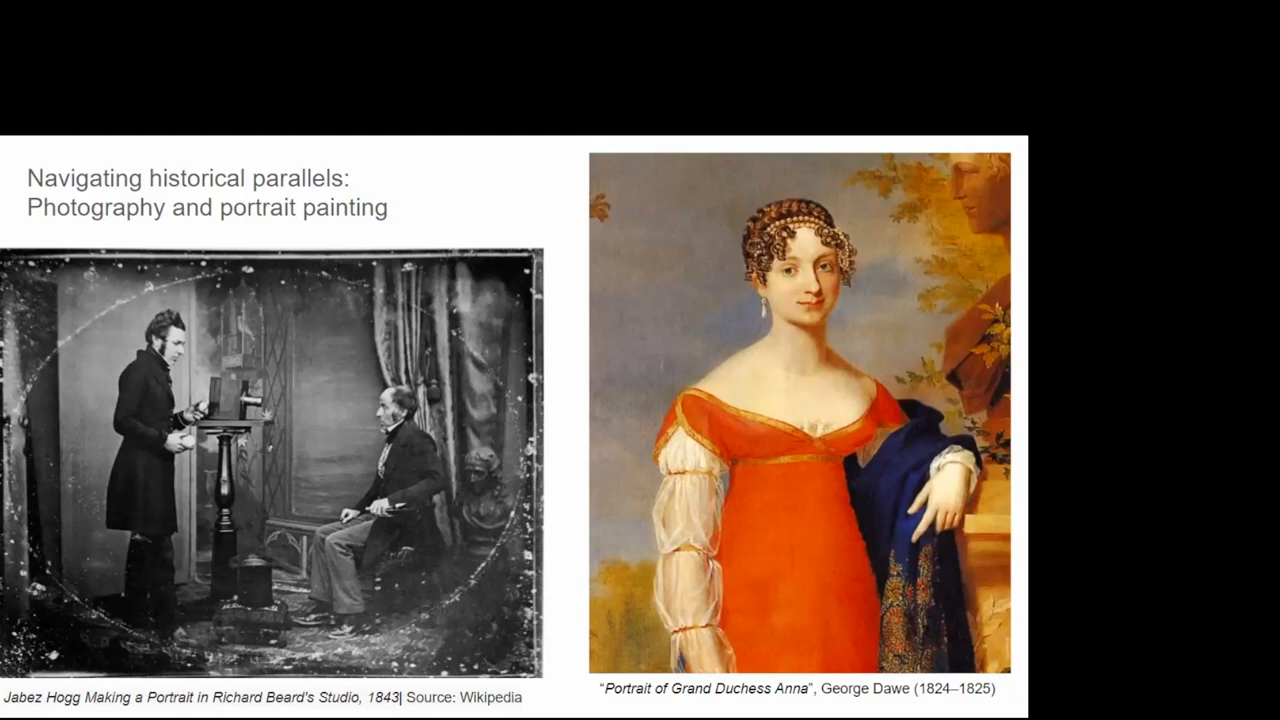 Navigating historical parallels:
Photography and portrait painting
Jabez Hogg Making a Portrait in Richard Beard's Studio, 1843| Source: Wikipedia
“Portrait of Grand Duchess Anna”, George Dawe (1824–1825)